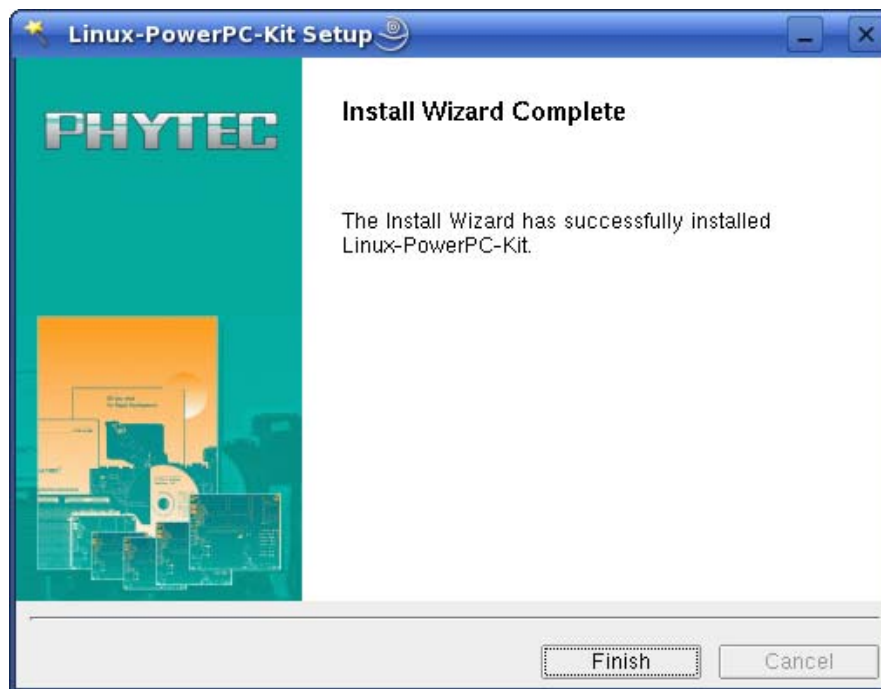 Linux-PowerPC-Kit Setup
PHYTEC
Install Wizard Complete
The Install Wizard has successfully installed
Linux-PowerPC-Kit.
Finish
Cancel